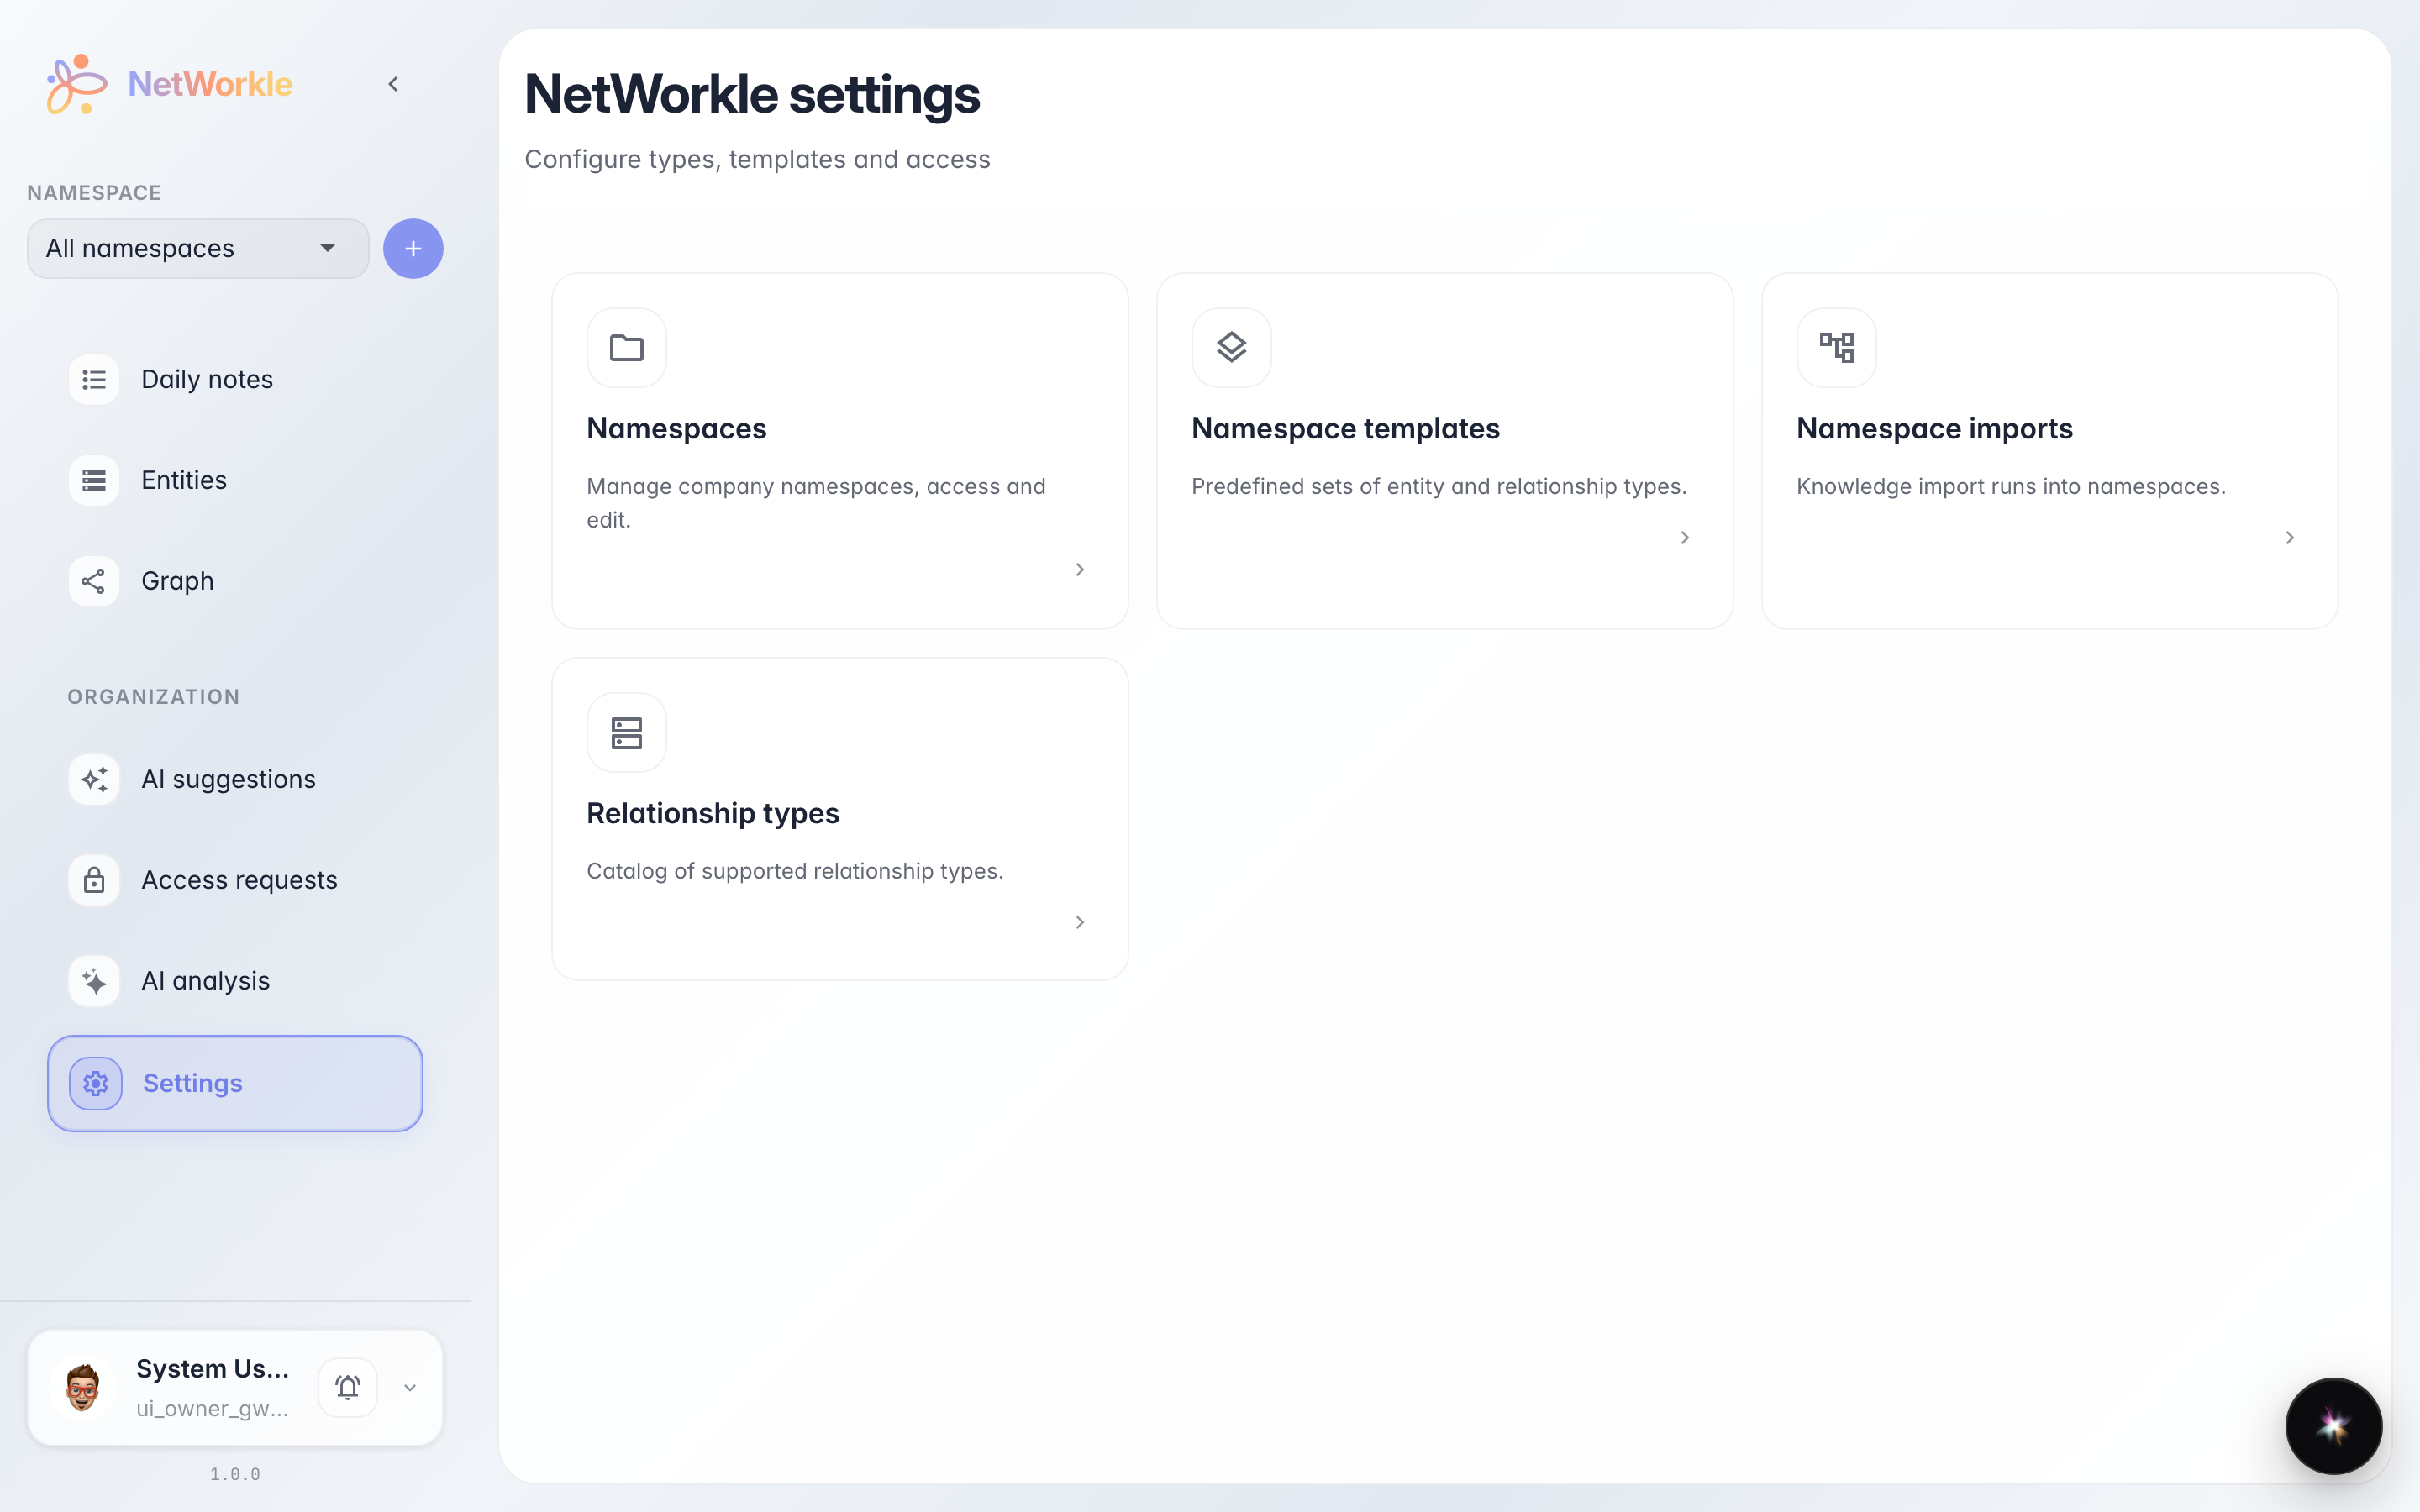 NetWorkle
NAMESPACE
All namespaces
Daily notes
Entities
Graph
ORGANIZATION
AI suggestions
Access requests
AI analysis
Settings
System Us...
ui_owner_gw...
1.0.0
NetWorkle settings
Configure types, templates and access
Namespaces
Manage company namespaces, access and
edit.
Namespace templates
Predefined sets of entity and relationship types.
Namespace imports
Knowledge import runs into namespaces.
Relationship types
Catalog of supported relationship types.